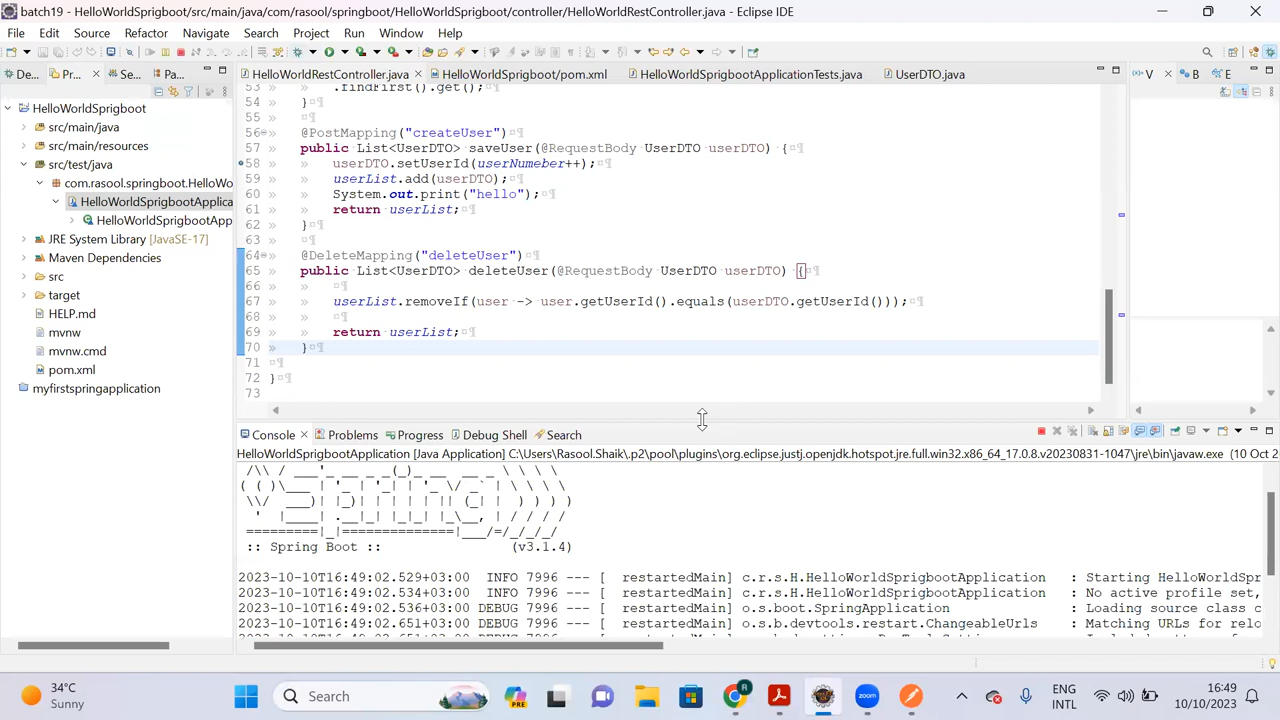 batch19 - HelloWorldSprigboot/src/main/java/com/rasool/springboot/HelloWorldSprigboot/controller/HelloWorldRestController.java - Eclipse IDE
File Edit Source Refactor Navigate Search Project Run Window Help
De... Pr... Se... Pa...
HelloWorldRestController.java HelloWorldSprigboot/pom.xml HelloWorldSprigbootApplicationTests.java UserDTO.java
V B E
HelloWorldSprigboot
src/main/java
src/main/resources
src/test/java
com.rasool.springboot.HelloWo
HelloWorldSprigbootApplica
HelloWorldSprigbootApp
JRE System Library [JavaSE-17]
Maven Dependencies
src
target
HELP.md
mvnw
mvnw.cmd
pom.xml
myfirstspringapplication
53 .findFirst().get();
54 }
55
56 @PostMapping("createUser")
57 public List<UserDTO> saveUser(@RequestBody UserDTO userDTO) {
58 userDTO.setUserId(userNumeber++);
59 userList.add(userDTO);
60 System.out.print("hello");
61 return userList;
62 }
63
64 @DeleteMapping("deleteUser")
65 public List<UserDTO> deleteUser(@RequestBody UserDTO userDTO) {
66
67 userList.removeIf(user -> user.getUserId().equals(userDTO.getUserId()));
68
69 return userList;
70 }
71
72 }
73
Console Problems Progress Debug Shell Search
HelloWorldSprigbootApplication [Java Application] C:\Users\Rasool.Shaik\.p2\pool\plugins\org.eclipse.justj.openjdk.hotspot.jre.full.win32.x86_64_17.0.8.v20230831-1047\jre\bin\javaw.exe (10 Oct 2
:: Spring Boot :: (v3.1.4)
2023-10-10T16:49:02.529+03:00 INFO 7996 --- [ restartedMain] c.r.s.H.HelloWorldSprigbootApplication : Starting HelloWorldSpr
2023-10-10T16:49:02.534+03:00 INFO 7996 --- [ restartedMain] c.r.s.H.HelloWorldSprigbootApplication : No active profile set,
2023-10-10T16:49:02.536+03:00 DEBUG 7996 --- [ restartedMain] o.s.boot.SpringApplication : Loading source class c
2023-10-10T16:49:02.651+03:00 DEBUG 7996 --- [ restartedMain] o.s.b.devtools.restart.ChangeableUrls : Matching URLs for relo
34°C
Sunny
Search
PRE
ENG
INTL
16:49
10/10/2023